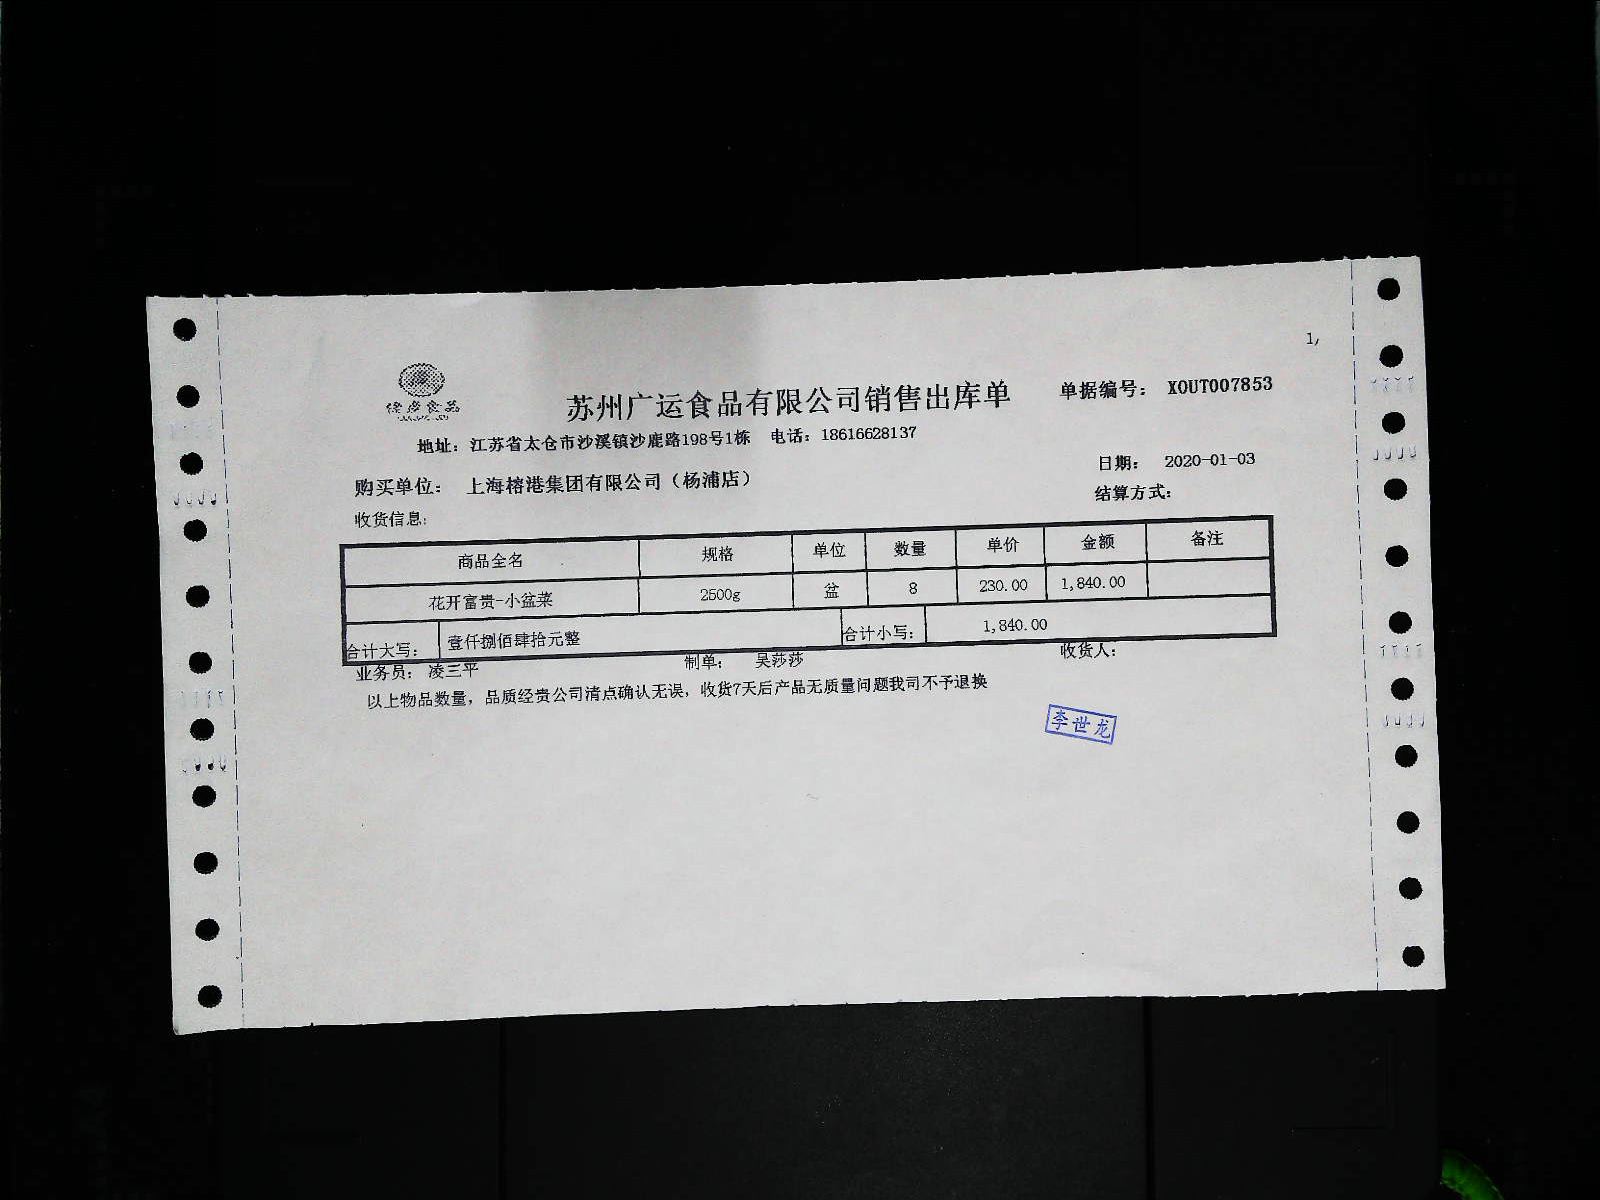 1,
苏州广运食品有限公司销售出库单 单据编号: XOUT007853
地址: 江苏省太仓市沙溪镇沙鹿路198号1栋 电话: 18616628137
日期: 2020-01-03
购买单位: 上海榕港集团有限公司(杨浦店)
结算方式:
收货信息:
商品全名 规格 单位 数量 单价 金额 备注
花开富贵-小盆菜 2500g 盆 8 230.00 1,840.00
合计大写: 壹仟捌佰肆拾元整 合计小写: 1,840.00
业务员: 凌三平 制单: 吴莎莎 收货人:
以上物品数量, 品质经贵公司清点确认无误, 收货7天后产品无质量问题我司不予退换
李世龙